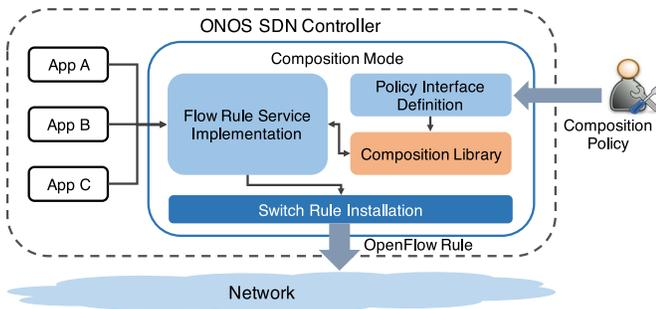 ONOS SDN Controller
Composition Mode
App A
App B
App C
Flow Rule Service
Implementation
Policy Interface
Definition
Composition Library
Composition
Policy
Switch Rule Installation
OpenFlow Rule
Network